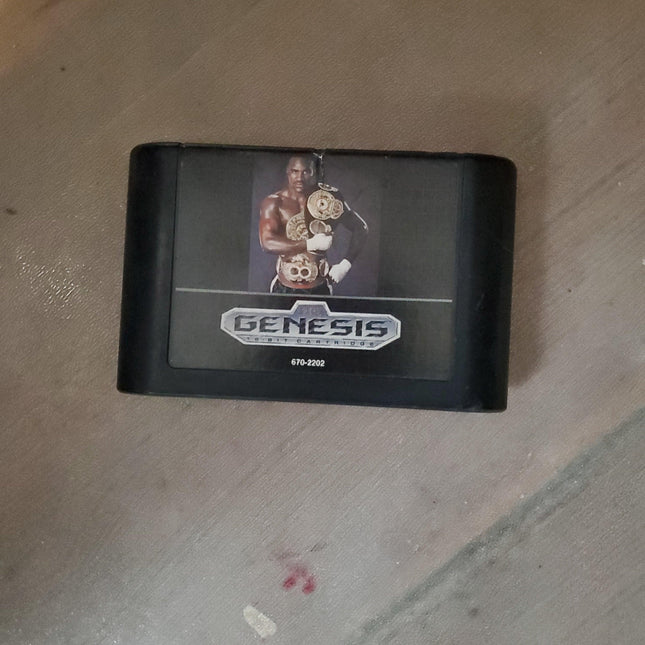 GENESIS
16-BIT CARTRIDGE
670-2202